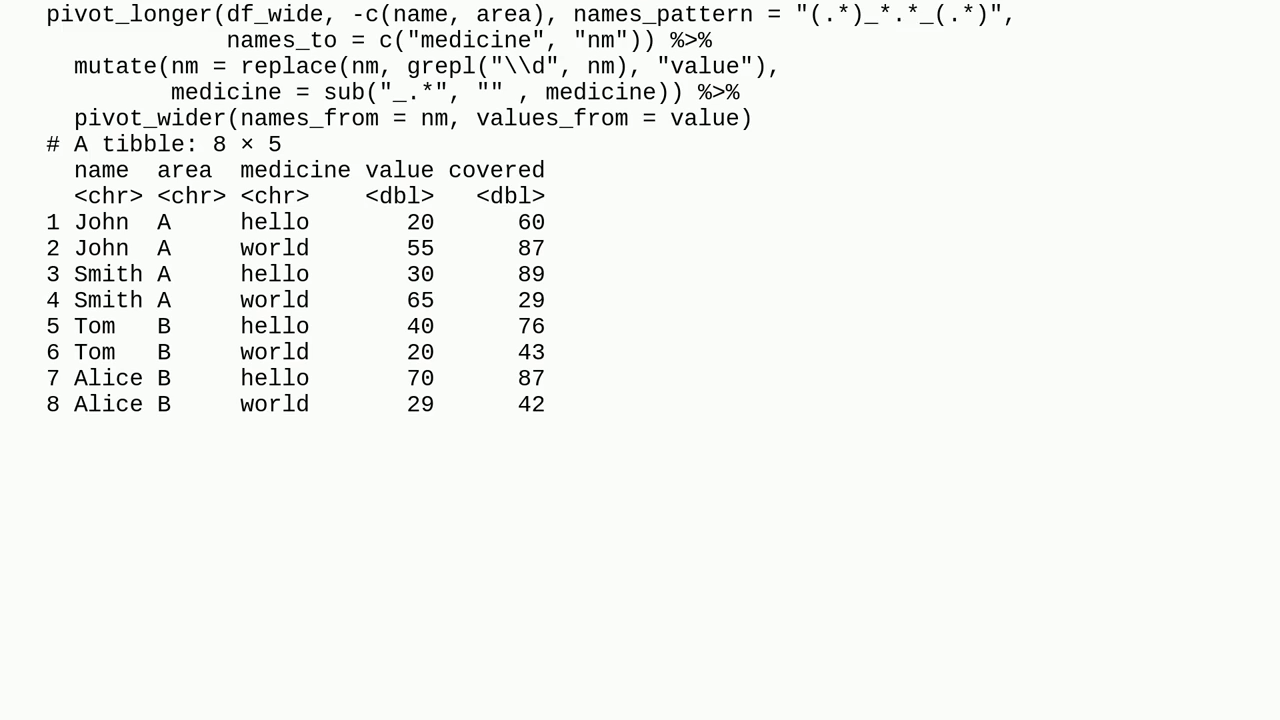 pivot_longer(df_wide, -c(name, area), names_pattern = "(.*)_*.*_(.*)",
             names_to = c("medicine", "nm")) %>%
  mutate(nm = replace(nm, grepl("\\d", nm), "value"),
         medicine = sub("_.*", "" , medicine)) %>%
  pivot_wider(names_from = nm, values_from = value)
# A tibble: 8 × 5
  name  area  medicine value covered
  <chr> <chr> <chr>    <dbl>   <dbl>
1 John  A     hello       20      60
2 John  A     world       55      87
3 Smith A     hello       30      89
4 Smith A     world       65      29
5 Tom   B     hello       40      76
6 Tom   B     world       20      43
7 Alice B     hello       70      87
8 Alice B     world       29      42